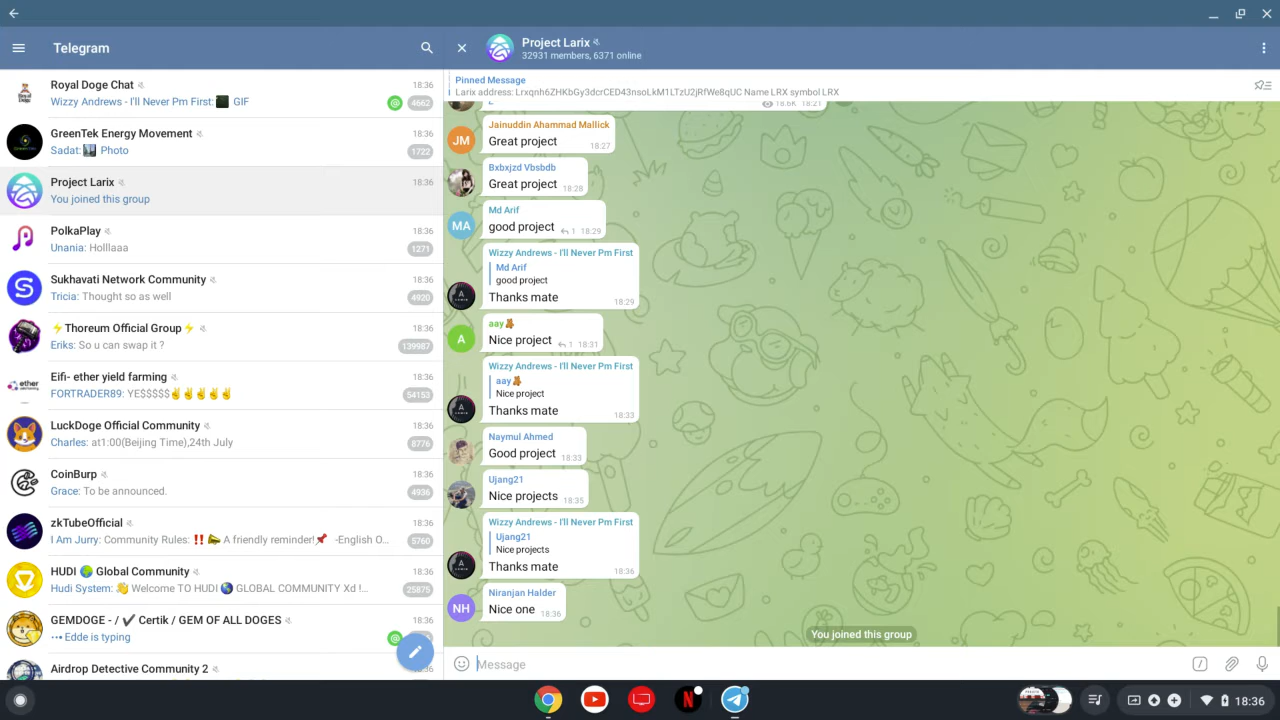 Telegram
Royal Doge Chat 18:36
Wizzy Andrews - I'll Never Pm First: GIF @ 4662
GreenTek Energy Movement
Sadat: Photo 1722
Project Larix 18:36
You joined this group
PolkaPlay 18:36
Unania: Holllaaa 1271
Sukhavati Network Community 18:36
Tricia: Thought so as well 4920
⚡Thoreum Official Group⚡ 18:36
Eriks: So u can swap it ? 139987
Eifi- ether yield farming 18:36
FORTRADER89: YE$$$$$✌✌✌✌✌ 54153
LuckDoge Official Community 18:36
Charles: at1:00(Beijing Time),24th July 8776
CoinBurp 18:36
Grace: To be announced. 4936
zkTubeOfficial 18:36
I Am Jurry: Community Rules: ‼️ 📣 A friendly reminder!📌 -English O... 5760
HUDI 🌎 Global Community 18:36
Hudi System: 👋 Welcome TO HUDI 🌎 GLOBAL COMMUNITY Xd !... 25875
GEMDOGE - / ✔ Certik / GEM OF ALL DOGES 18:36
Edde is typing @
Airdrop Detective Community 2
Project Larix
32931 members, 6371 online
Pinned Message
Larix address: Lrxqnh6ZHKbGy3dcrCED43nsoLkM1LTzU2jRfWe8qUC Name LRX symbol LRX
18.6K 18:21
JM
Jainuddin Ahammad Mallick
Great project 18:27
Bxbxjzd Vbsbdb
Great project 18:28
MA
Md Arif
good project 1 18:29
Wizzy Andrews - I'll Never Pm First
Md Arif
good project
Thanks mate 18:29
A
aay🧸
Nice project 1 18:31
Wizzy Andrews - I'll Never Pm First
aay🧸
Nice project
Thanks mate 18:33
Naymul Ahmed
Good project 18:33
Ujang21
Nice projects 18:35
Wizzy Andrews - I'll Never Pm First
Ujang21
Nice projects
Thanks mate 18:36
NH
Niranjan Halder
Nice one 18:36
You joined this group
Message
18:36